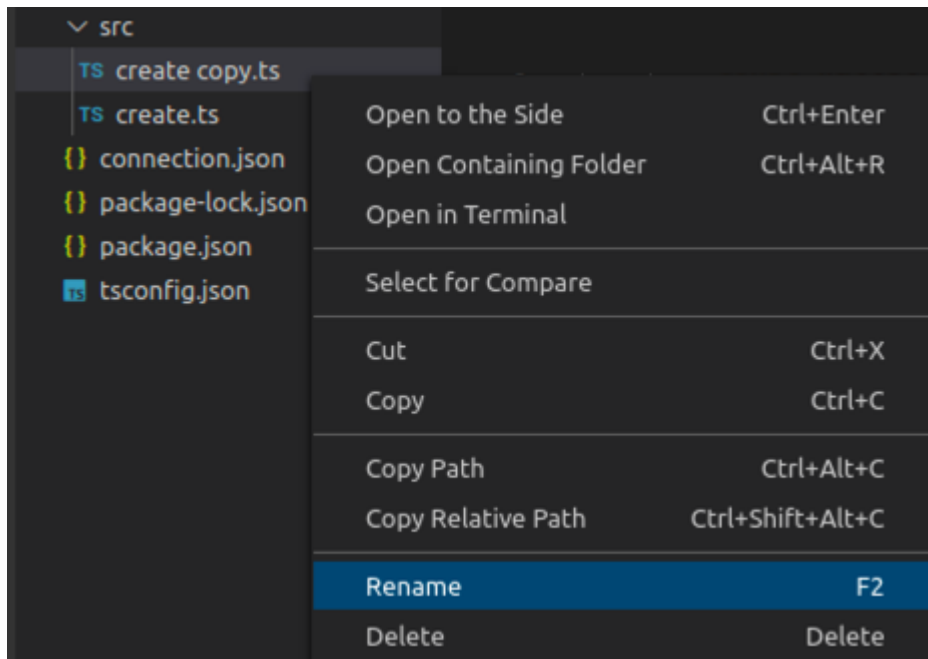 src
TS create copy.ts
TS create.ts
{} connection.json
{} package-lock.json
{} package.json
TS tsconfig.json
Open to the Side Ctrl+Enter
Open Containing Folder Ctrl+Alt+R
Open in Terminal
Select for Compare
Cut Ctrl+X
Copy Ctrl+C
Copy Path Ctrl+Alt+C
Copy Relative Path Ctrl+Shift+Alt+C
Rename F2
Delete Delete